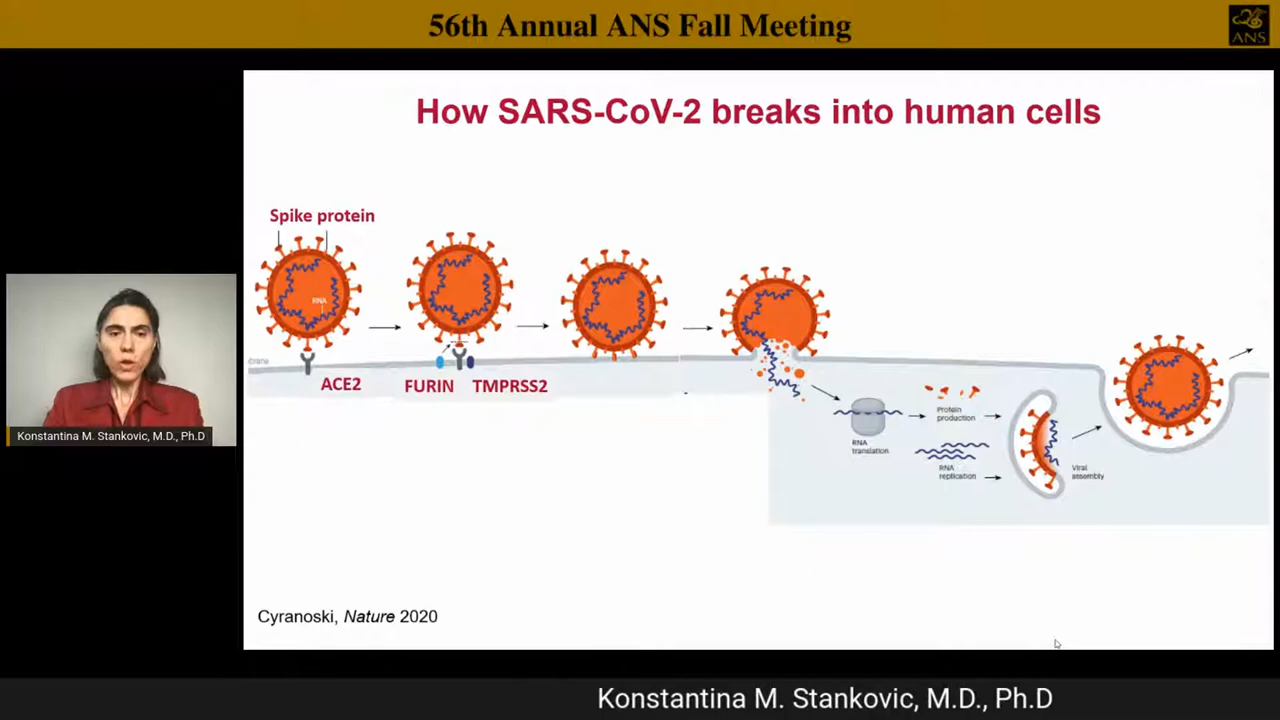 56th Annual ANS Fall Meeting
ANS
How SARS-CoV-2 breaks into human cells
Spike protein
RNA
ACE2
FURIN TMPRSS2
RNA
translation
Protein
production
RNA
replication
Viral
assembly
Konstantina M. Stankovic, M.D., Ph.D
Cyranoski, Nature 2020
Konstantina M. Stankovic, M.D., Ph.D